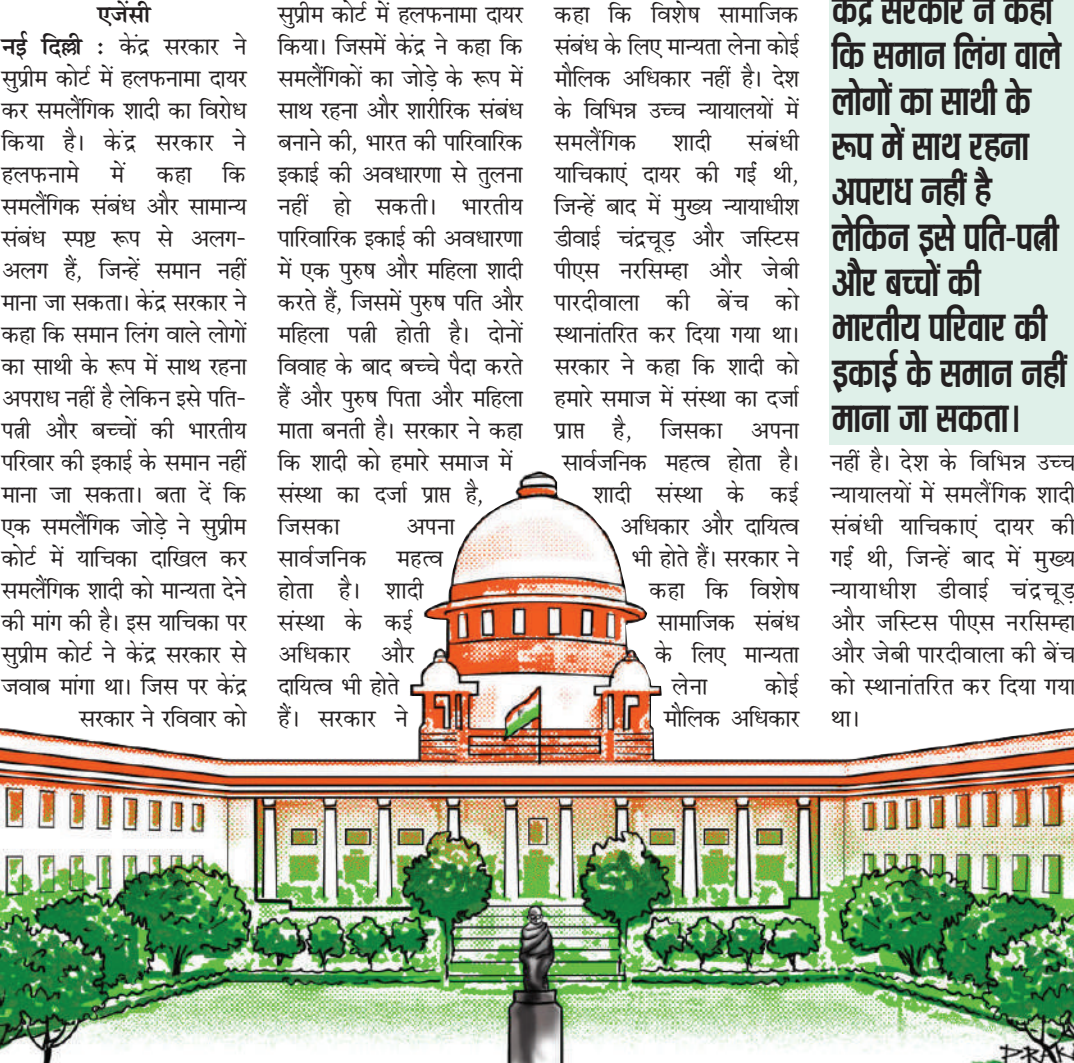 एजेंसी
नई दिल्ली : केंद्र सरकार ने
सुप्रीम कोर्ट में हलफनामा दायर
कर समलैंगिक शादी का विरोध
किया है। केंद्र सरकार ने
हलफनामे में कहा कि
समलैंगिक संबंध और सामान्य
संबंध स्पष्ट रूप से अलग-
अलग हैं, जिन्हें समान नहीं
माना जा सकता। केंद्र सरकार ने
कहा कि समान लिंग वाले लोगों
का साथी के रूप में साथ रहना
अपराध नहीं है लेकिन इसे पति-
पत्नी और बच्चों की भारतीय
परिवार की इकाई के समान नहीं
माना जा सकता। बता दें कि
एक समलैंगिक जोड़े ने सुप्रीम
कोर्ट में याचिका दाखिल कर
समलैंगिक शादी को मान्यता देने
की मांग की है। इस याचिका पर
सुप्रीम कोर्ट ने केंद्र सरकार से
जवाब मांगा था। जिस पर केंद्र
सरकार ने रविवार को
सुप्रीम कोर्ट में हलफनामा दायर
किया। जिसमें केंद्र ने कहा कि
समलैंगिकों का जोड़े के रूप में
साथ रहना और शारीरिक संबंध
बनाने की, भारत की पारिवारिक
इकाई की अवधारणा से तुलना
नहीं हो सकती। भारतीय
पारिवारिक इकाई की अवधारणा
में एक पुरुष और महिला शादी
करते हैं, जिसमें पुरुष पति और
महिला पत्नी होती है। दोनों
विवाह के बाद बच्चे पैदा करते
हैं और पुरुष पिता और महिला
माता बनती है। सरकार ने कहा
कि शादी को हमारे समाज में
संस्था का दर्जा प्राप्त है,
जिसका अपना
सार्वजनिक महत्व
होता है। शादी
संस्था के कई
अधिकार और
दायित्व भी होते
हैं। सरकार ने
कहा कि विशेष सामाजिक
संबंध के लिए मान्यता लेना कोई
मौलिक अधिकार नहीं है। देश
के विभिन्न उच्च न्यायालयों में
समलैंगिक शादी संबंधी
याचिकाएं दायर की गई थी,
जिन्हें बाद में मुख्य न्यायाधीश
डीवाई चंद्रचूड़ और जस्टिस
पीएस नरसिम्हा और जेबी
पारदीवाला की बेंच को
स्थानांतरित कर दिया गया था।
सरकार ने कहा कि शादी को
हमारे समाज में संस्था का दर्जा
प्राप्त है, जिसका अपना
सार्वजनिक महत्व होता है।
शादी संस्था के कई
अधिकार और दायित्व
भी होते हैं। सरकार ने
कहा कि विशेष
सामाजिक संबंध
के लिए मान्यता
लेना कोई
मौलिक अधिकार
केंद्र सरकार ने कहा
कि समान लिंग वाले
लोगों का साथी के
रूप में साथ रहना
अपराध नहीं है
लेकिन इसे पति-पत्नी
और बच्चों की
भारतीय परिवार की
इकाई के समान नहीं
माना जा सकता।
नहीं है। देश के विभिन्न उच्च
न्यायालयों में समलैंगिक शादी
संबंधी याचिकाएं दायर की
गई थी, जिन्हें बाद में मुख्य
न्यायाधीश डीवाई चंद्रचूड़
और जस्टिस पीएस नरसिम्हा
और जेबी पारदीवाला की बेंच
को स्थानांतरित कर दिया गया
था।